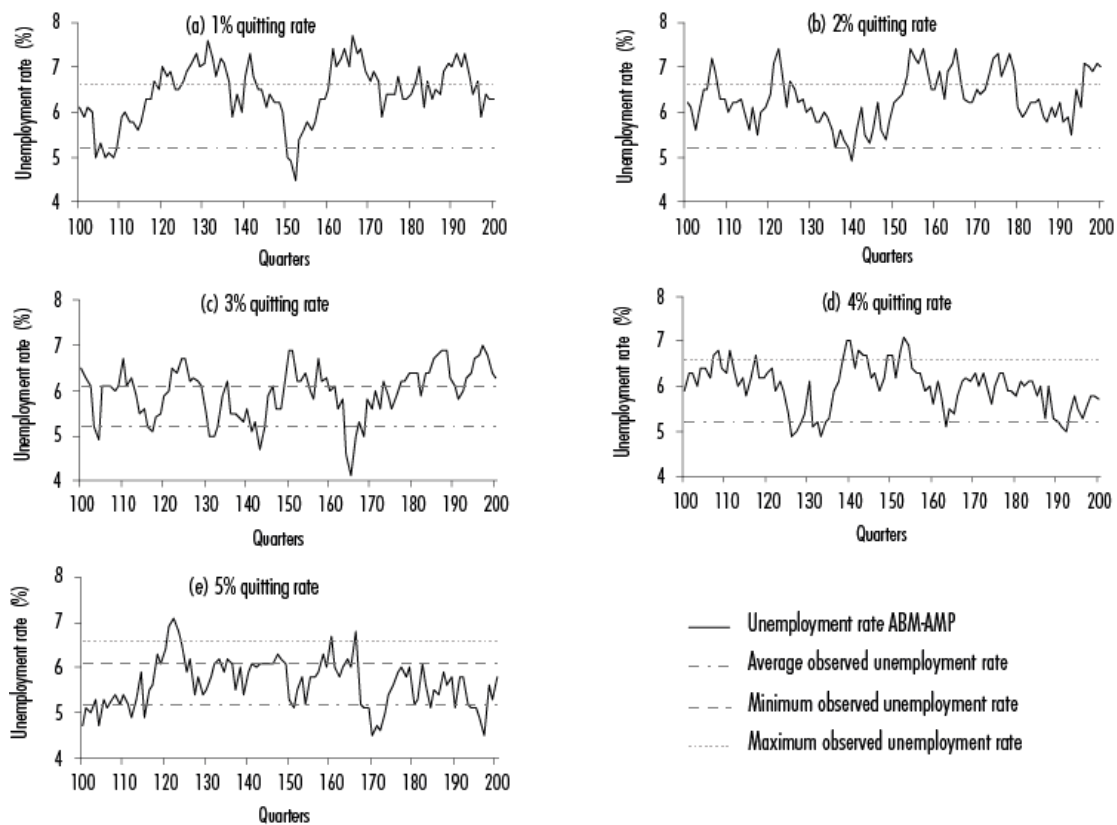 (a) 1% quitting rate
Unemployment rate (%)
8
7
6
5
4
100 110 120 130 140 150 160 170 180 190 200
Quarters
(b) 2% quitting rate
Unemployment rate (%)
8
7
6
5
4
100 110 120 130 140 150 160 170 180 190 200
Quarters
(c) 3% quitting rate
Unemployment rate (%)
8
7
6
5
4
100 110 120 130 140 150 160 170 180 190 200
Quarters
(d) 4% quitting rate
Unemployment rate (%)
8
7
6
5
4
100 110 120 130 140 150 160 170 180 190 200
Quarters
(e) 5% quitting rate
Unemployment rate (%)
8
7
6
5
4
100 110 120 130 140 150 160 170 180 190 200
Quarters
Unemployment rate ABM-AMP
Average observed unemployment rate
Minimum observed unemployment rate
Maximum observed unemployment rate